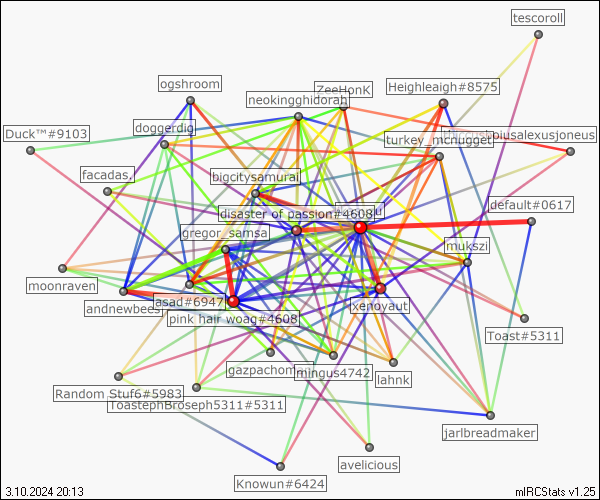 tescoroll
ogshroom
ZeeHonK
Heighleaigh#8575
neokingghidorah
doggerdig
Duck™#9103
turkey_mcnugget
facadas,
bigcitysamurai
default#0617
disaster of passion#4608
gregor_samsa
mukszi
moonraven
asad#6947
andnewbees
xenoyaut
pink hair woag#4608
Toast#5311
gazpachom
mingus4742
lahnk
Random Stuf6#5983
ToastephBroseph5311#5311
jarlbreadmaker
avelicious
Knowun#6424
3.10.2024 20:13
mIRCStats v1.25